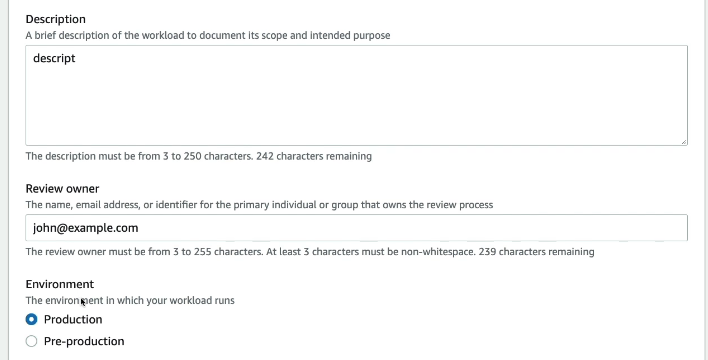 Description
A brief description of the workload to document its scope and intended purpose
descript
The description must be from 3 to 250 characters. 242 characters remaining
Review owner
The name, email address, or identifier for the primary individual or group that owns the review process
john@example.com
The review owner must be from 3 to 255 characters. At least 3 characters must be non-whitespace. 239 characters remaining
Environment
The environment in which your workload runs
Production
Pre-production